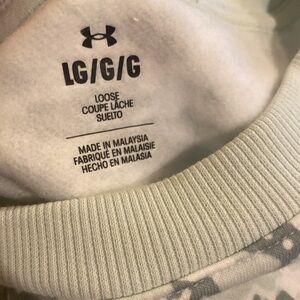 LG/G/G
LOOSE
COUPE LÂCHE
SUELTO
MADE IN MALAYSIA
FABRIQUÉ EN MALAISIE
HECHO EN MALASIA